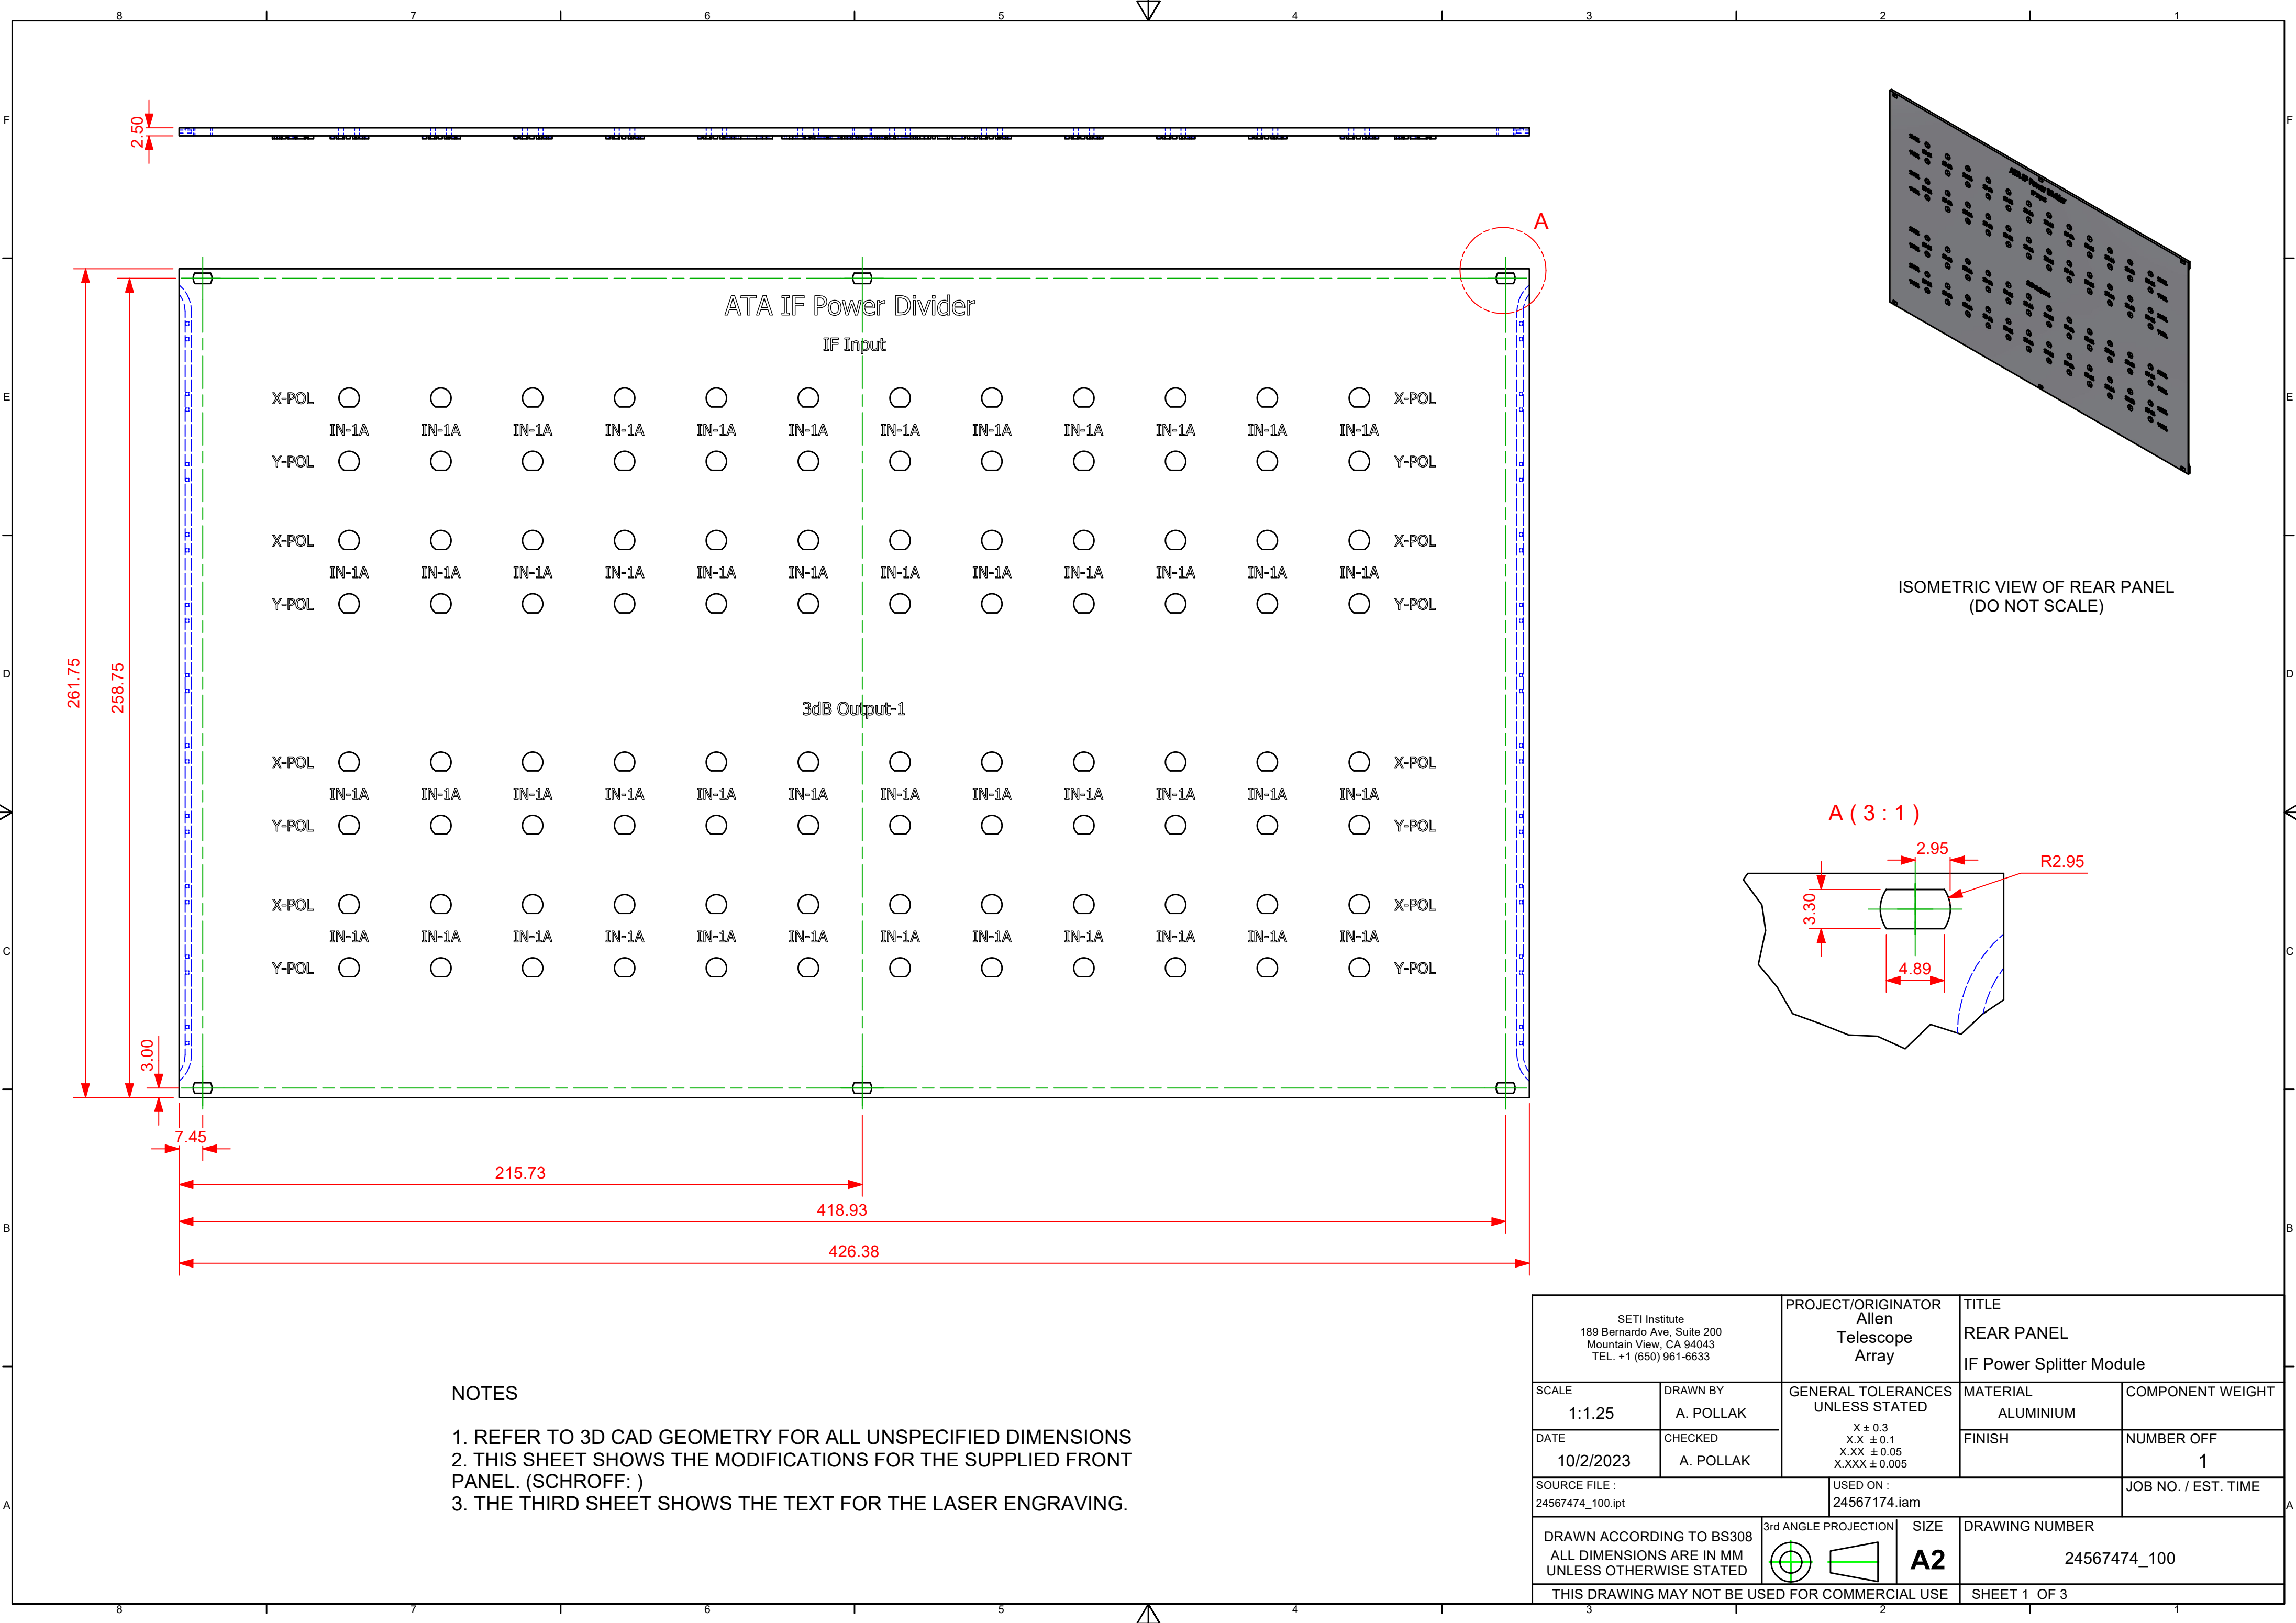 8 7 6 5 4 3 2 1
F F
2.50
A
ATA IF Power Divider
IF Input
E E
X-POL X-POL
IN-1A IN-1A IN-1A IN-1A IN-1A IN-1A IN-1A IN-1A IN-1A IN-1A IN-1A IN-1A
Y-POL Y-POL
X-POL X-POL
IN-1A IN-1A IN-1A IN-1A IN-1A IN-1A IN-1A IN-1A IN-1A IN-1A IN-1A IN-1A
Y-POL Y-POL
ISOMETRIC VIEW OF REAR PANEL
(DO NOT SCALE)
D D
261.75
258.75
3dB Output-1
X-POL X-POL
IN-1A IN-1A IN-1A IN-1A IN-1A IN-1A IN-1A IN-1A IN-1A IN-1A IN-1A IN-1A
Y-POL Y-POL
X-POL X-POL
IN-1A IN-1A IN-1A IN-1A IN-1A IN-1A IN-1A IN-1A IN-1A IN-1A IN-1A IN-1A
Y-POL Y-POL
A ( 3 : 1 )
2.95
R2.95
3.30
4.89
C C
3.00
7.45
215.73
418.93
426.38
B B
NOTES
1. REFER TO 3D CAD GEOMETRY FOR ALL UNSPECIFIED DIMENSIONS
2. THIS SHEET SHOWS THE MODIFICATIONS FOR THE SUPPLIED FRONT
PANEL. (SCHROFF: )
3. THE THIRD SHEET SHOWS THE TEXT FOR THE LASER ENGRAVING.
SETI Institute
189 Bernardo Ave, Suite 200
Mountain View, CA 94043
TEL. +1 (650) 961-6633
PROJECT/ORIGINATOR
Allen
Telescope
Array
TITLE
REAR PANEL
IF Power Splitter Module
SCALE
1:1.25
DRAWN BY
A. POLLAK
GENERAL TOLERANCES
UNLESS STATED
X ± 0.3
X.X ± 0.1
X.XX ± 0.05
X.XXX ± 0.005
MATERIAL
ALUMINIUM
COMPONENT WEIGHT
DATE
10/2/2023
CHECKED
A. POLLAK
FINISH
NUMBER OFF
1
SOURCE FILE :
24567474_100.ipt
USED ON :
24567174.iam
JOB NO. / EST. TIME
DRAWN ACCORDING TO BS308
ALL DIMENSIONS ARE IN MM
UNLESS OTHERWISE STATED
3rd ANGLE PROJECTION
SIZE
A2
DRAWING NUMBER
24567474_100
THIS DRAWING MAY NOT BE USED FOR COMMERCIAL USE
SHEET 1 OF 3
A A
8 7 6 5 4 3 2 1